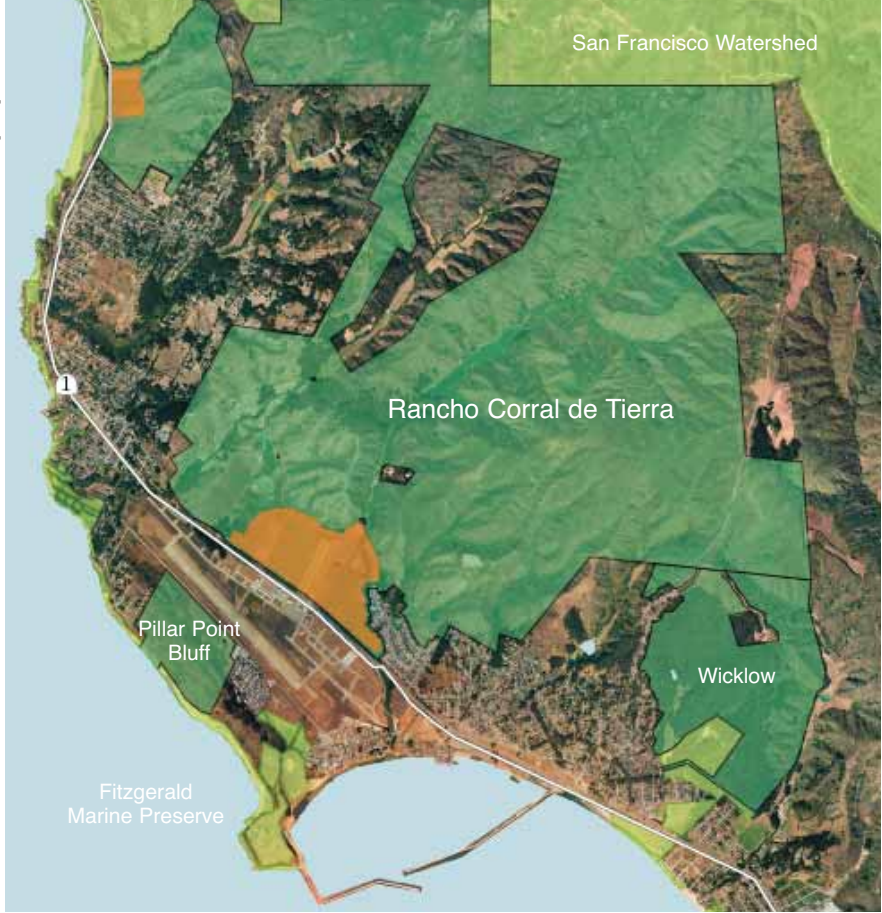 San Francisco Watershed
1
Rancho Corral de Tierra
Pillar Point
Bluff
Wicklow
Fitzgerald
Marine Preserve